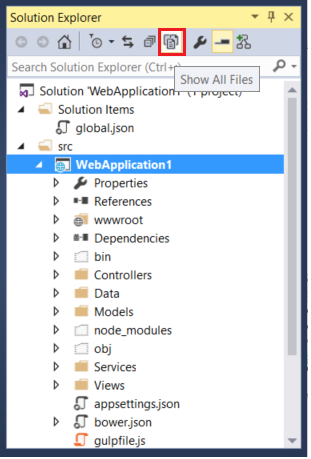 Solution Explorer
Search Solution Explorer (Ctrl+
Show All Files
Solution 'WebApplication1' (1 project)
Solution Items
global.json
src
WebApplication1
Properties
References
wwwroot
Dependencies
bin
Controllers
Data
Models
node_modules
obj
Services
Views
appsettings.json
bower.json
gulpfile.js